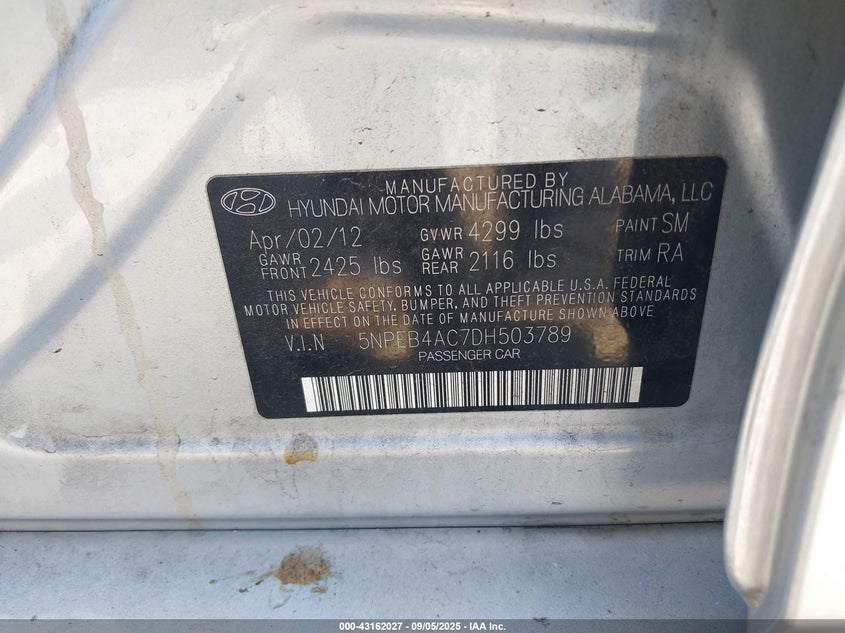 MANUFACTURED BY
HYUNDAI MOTOR MANUFACTURING ALABAMA, LLC
Apr/02/12 GVWR 4299 lbs PAINT SM
GAWR FRONT 2425 lbs GAWR REAR 2116 lbs TRIM RA
THIS VEHICLE CONFORMS TO ALL APPLICABLE U.S.A. FEDERAL
MOTOR VEHICLE SAFETY, BUMPER, AND THEFT PREVENTION STANDARDS
IN EFFECT ON THE DATE OF MANUFACTURE SHOWN ABOVE
V.I.N 5NPEB4AC7DH503789
PASSENGER CAR
000-43162027 - 09/05/2025 - IAA Inc.